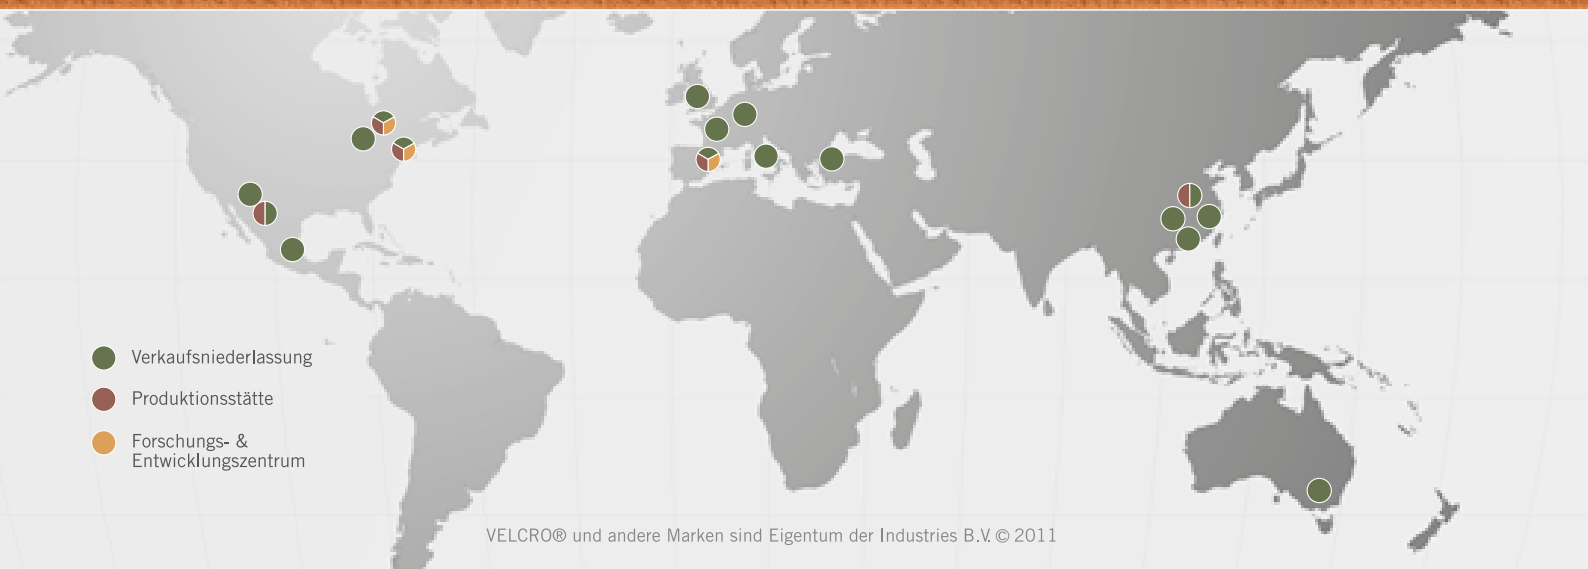 Verkaufsniederlassung
Produktionsstätte
Forschungs- &
Entwicklungszentrum
VELCRO® und andere Marken sind Eigentum der Industries B.V. © 2011